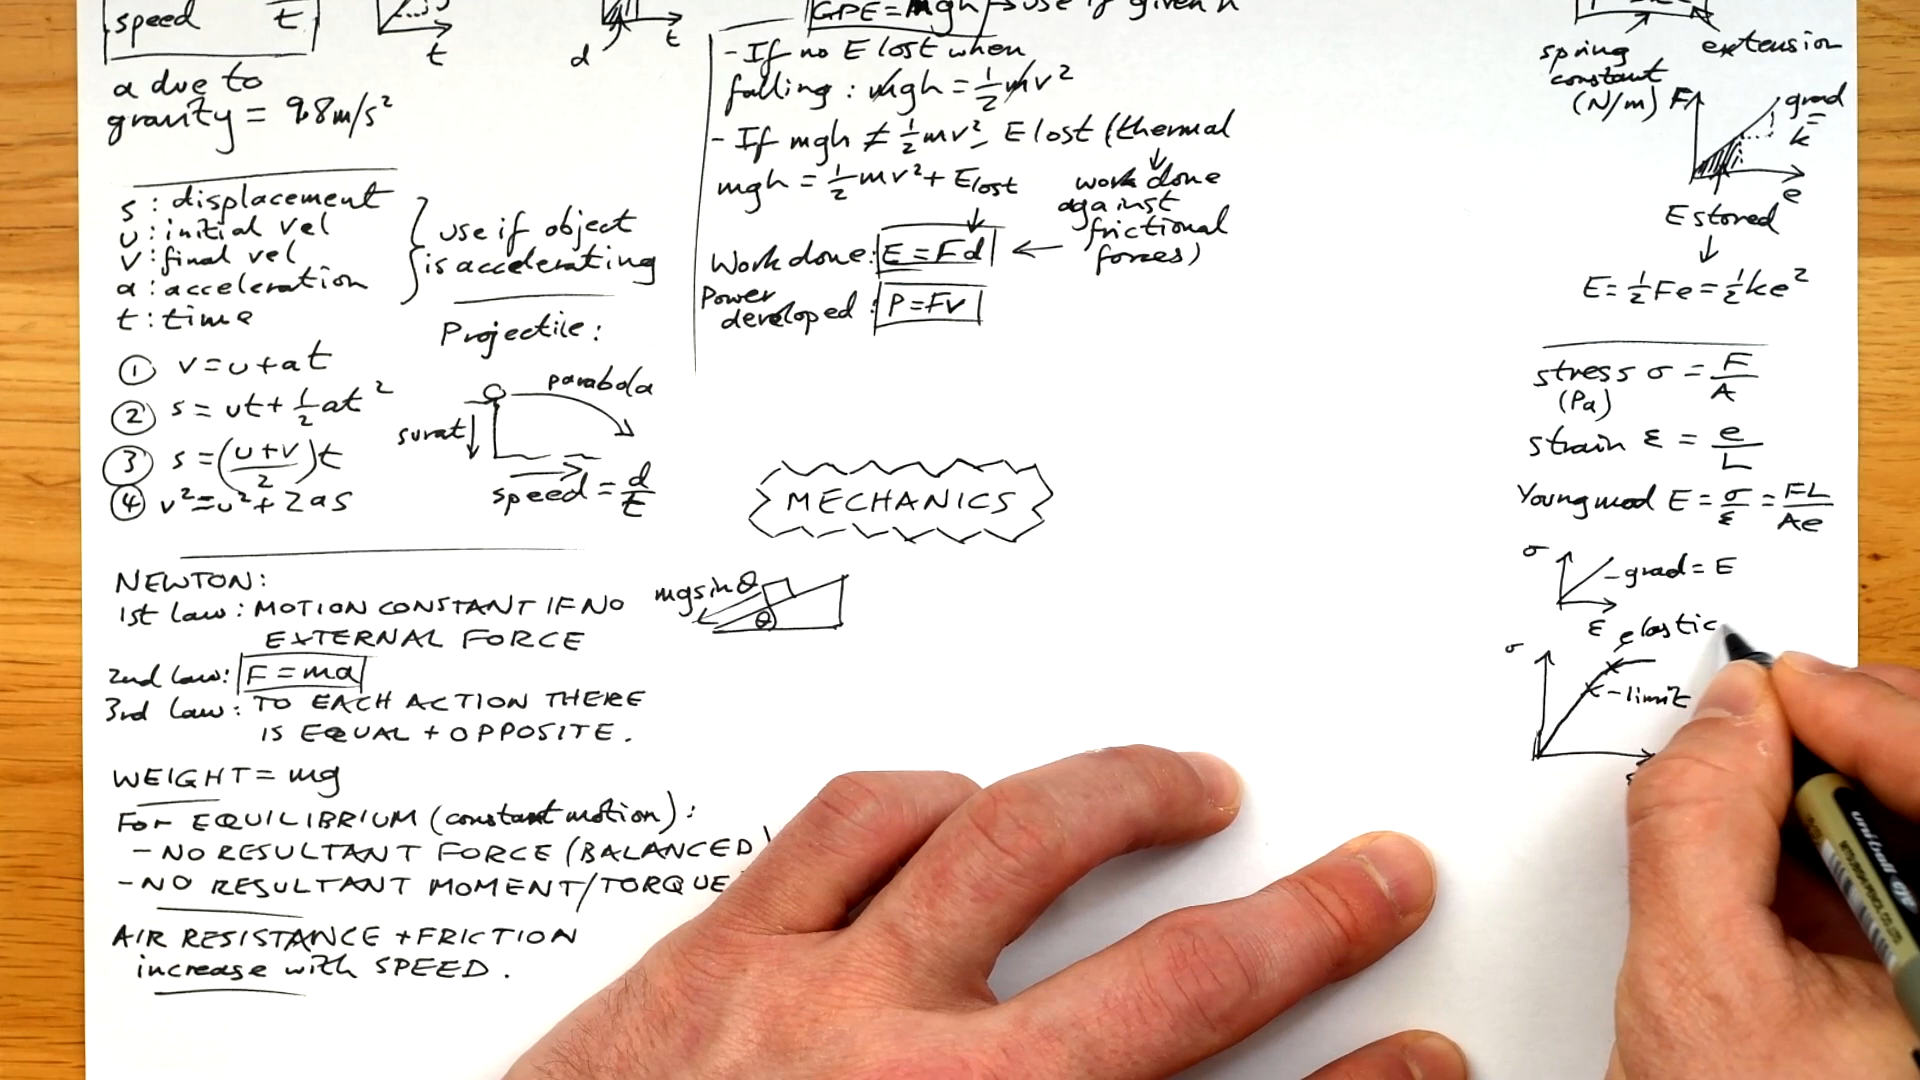 speed t
t
a due to
gravity = 9.8m/s²
s : displacement
u : initial vel
v : final vel
a : acceleration
t : time
use if object
is accelerating
① v = u + at
② s = ut + ½at²
③ s = (u+v/2)t
④ v² = u² + 2as
Projectile :
parabola
suvat
speed = d/t
NEWTON:
1st Law : MOTION CONSTANT IF NO
EXTERNAL FORCE
2nd Law: F = ma
3rd Law : TO EACH ACTION THERE
IS EQUAL + OPPOSITE .
WEIGHT = mg
For EQUILIBRIUM (constant motion) :
- NO RESULTANT FORCE (BALANCED)
- NO RESULTANT MOMENT/TORQUE
AIR RESISTANCE + FRICTION
increase with SPEED .
d t
GPE = mgh → use if given h
- If no E lost when
falling : mgh = ½mv²
- If mgh ≠ ½mv², E lost (thermal
mgh = ½mv² + Elost
work done
against
frictional
forces)
Work done : E = Fd
Power
developed : P = Fv
MECHANICS
mgsinθ
θ
spring
constant
(N/m)
extension
F
grad
=
k
e
E stored
E = ½Fe = ½ke²
stress σ = F/A
(Pa)
strain ε = e/L
Young mod E = σ/ε = FL/Ae
σ
- grad = E
ε
elastic
σ
- limit